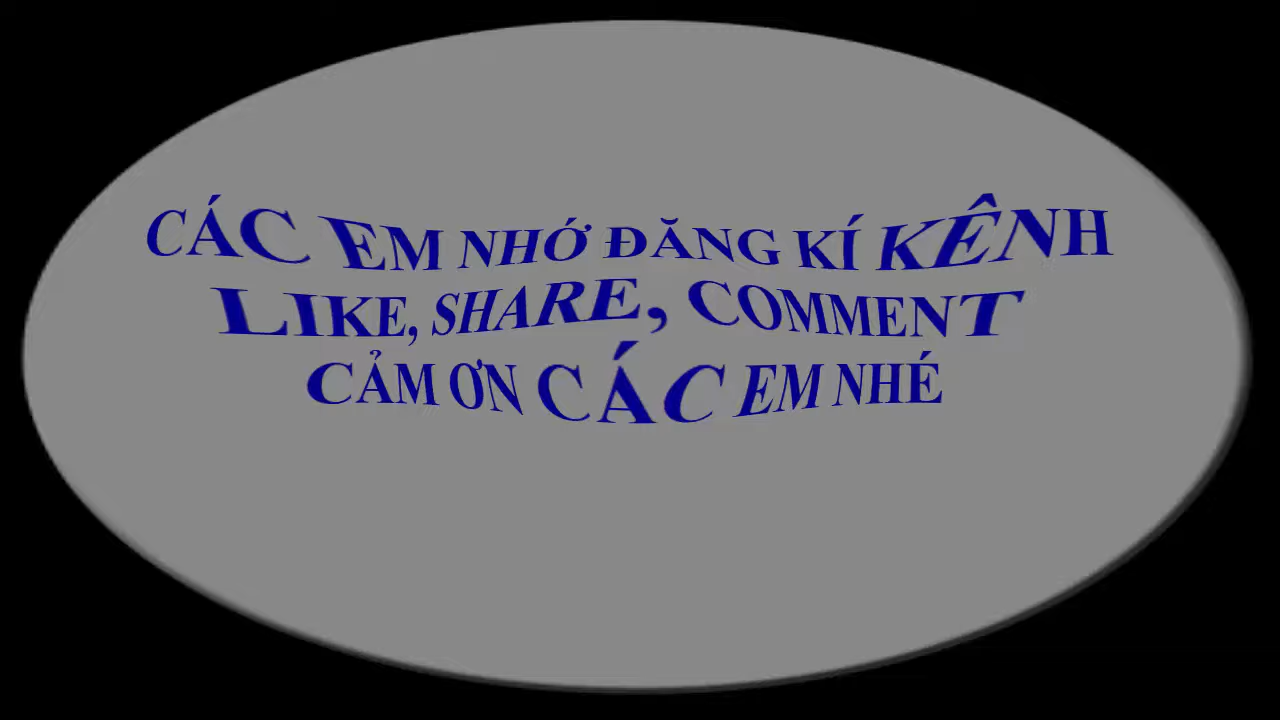 CÁC EM NHỚ ĐĂNG KÍ KÊNH
LIKE, SHARE, COMMENT
CẢM ƠN CÁC EM NHÉ